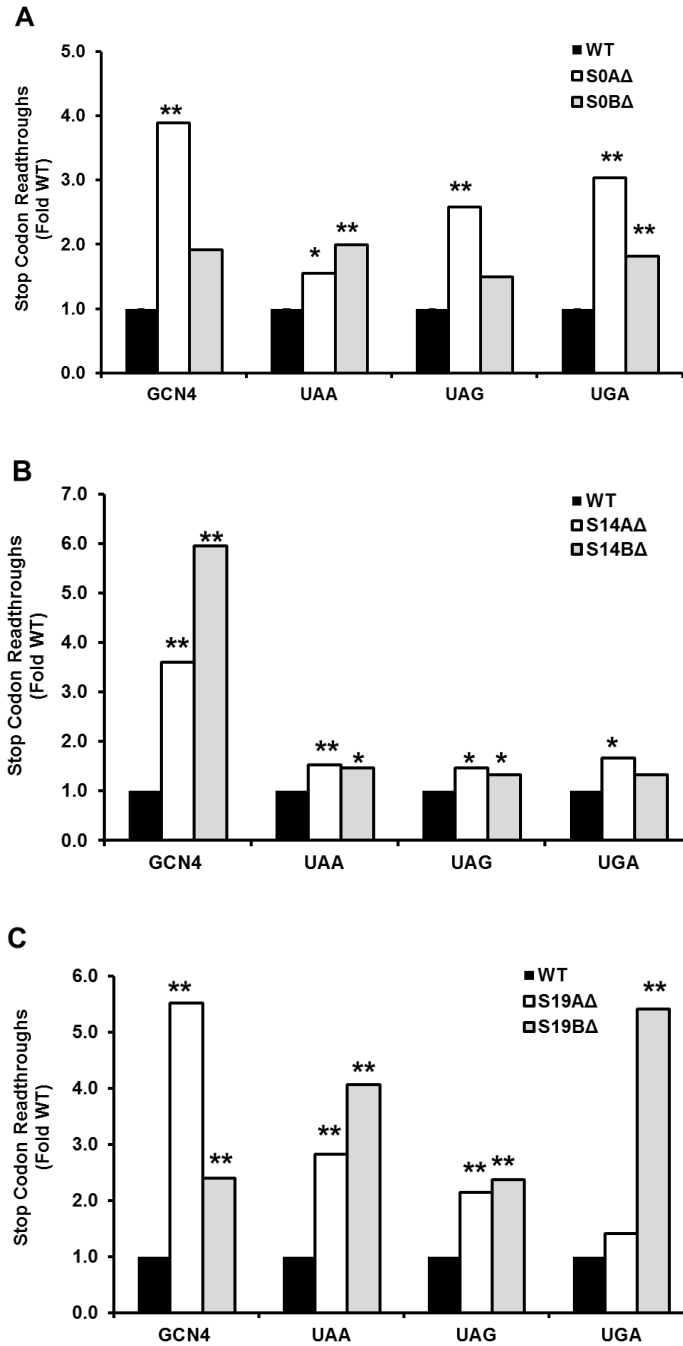 A
Stop Codon Readthroughs
(Fold WT)
5.0
4.0
3.0
2.0
1.0
0.0
WT
S0AΔ
S0BΔ
**
*
**
**
**
**
GCN4
UAA
UAG
UGA
B
Stop Codon Readthroughs
(Fold WT)
7.0
6.0
5.0
4.0
3.0
2.0
1.0
0.0
WT
S14AΔ
S14BΔ
**
**
**
*
*
*
*
GCN4
UAA
UAG
UGA
C
Stop Codon Readthroughs
(Fold WT)
6.0
5.0
4.0
3.0
2.0
1.0
0.0
WT
S19AΔ
S19BΔ
**
**
**
**
**
**
**
GCN4
UAA
UAG
UGA